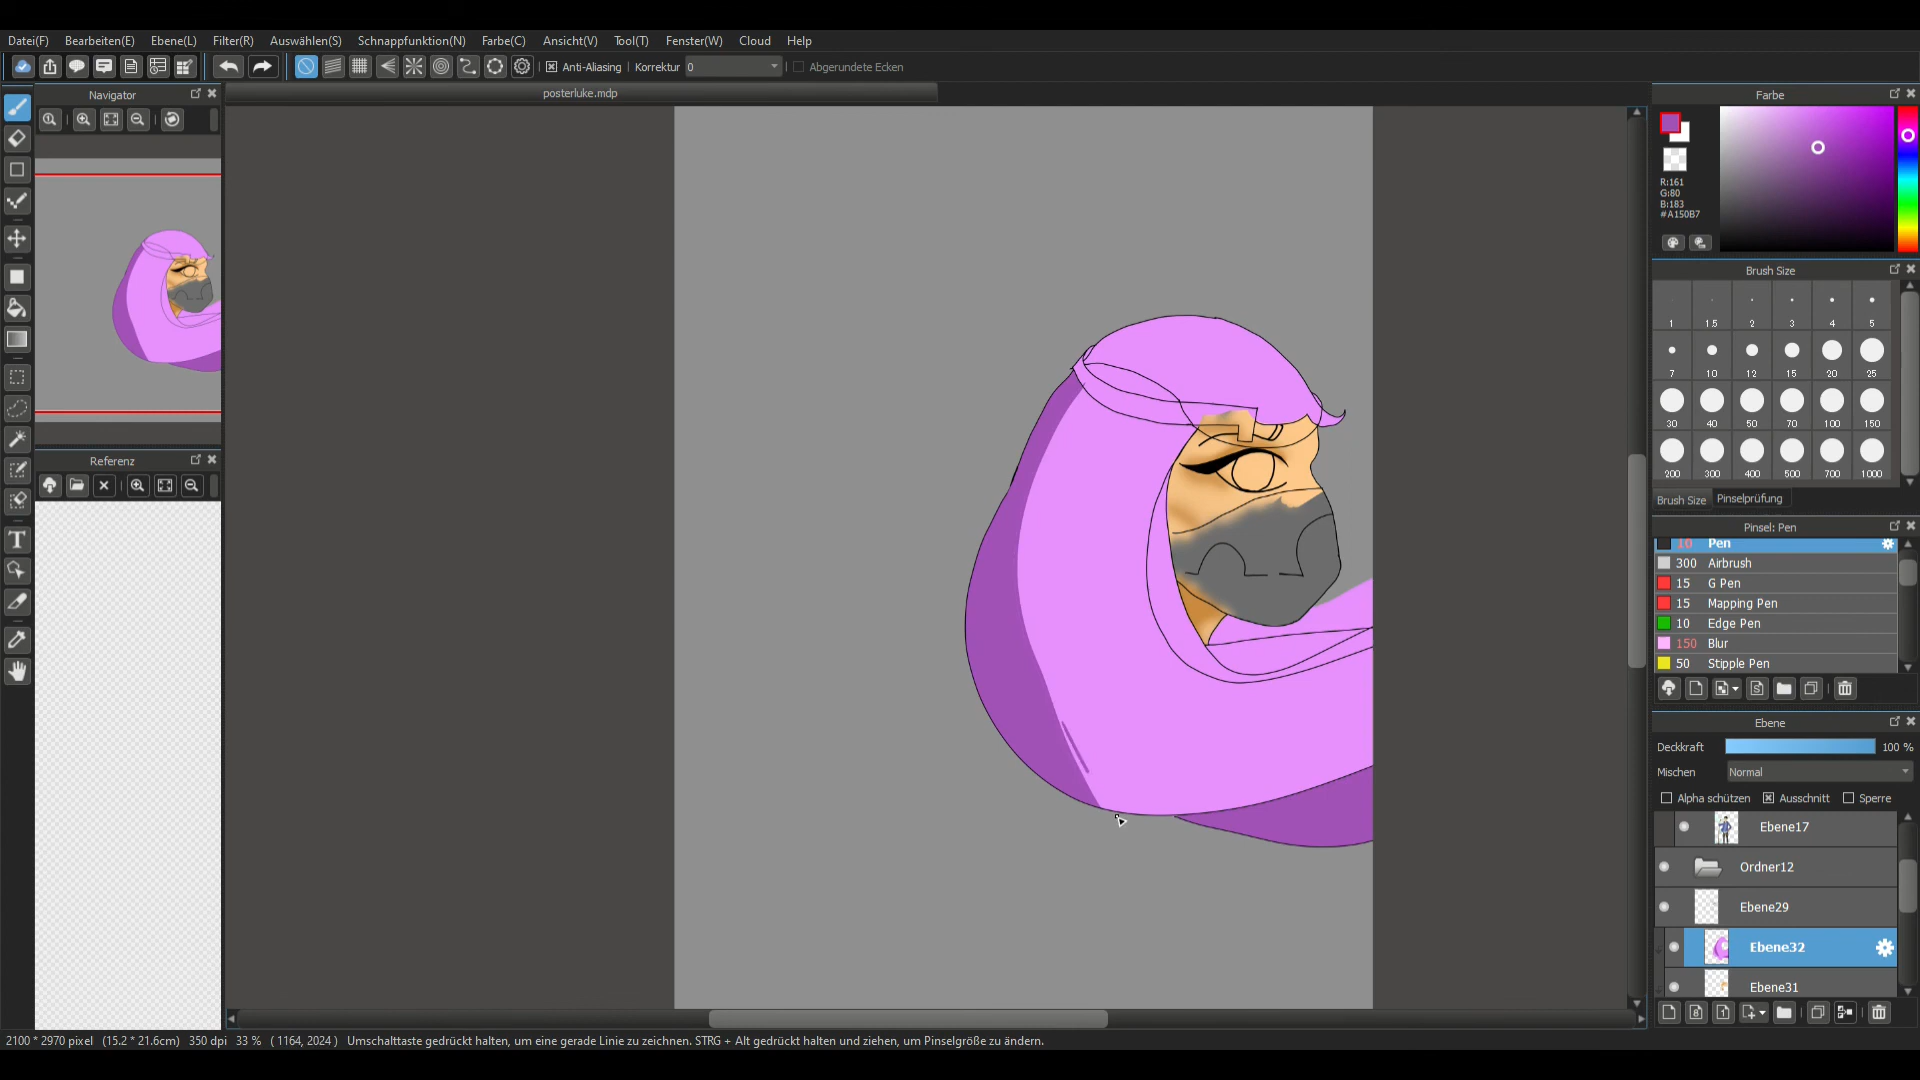 Datei(F) Bearbeiten(E) Ebene(L) Filter(R) Auswählen(S) Schnappfunktion(N) Farbe(C) Ansicht(V) Tool(T) Fenster(W) Cloud Help
Anti-Aliasing Korrektur 0 Abgerundete Ecken
Navigator
posterluke.mdp
Referenz
Farbe
R:161
G:80
B:183
#A150B7
Brush Size
1 1.5 2 3 4 5
7 10 12 15 20 25
30 40 50 70 100 150
200 300 400 500 700 1000
Brush Size Pinselprüfung
Pinsel: Pen
10 Pen
300 Airbrush
15 G Pen
15 Mapping Pen
10 Edge Pen
150 Blur
50 Stipple Pen
Ebene
Deckkraft 100 %
Mischen Normal
Alpha schützen Ausschnitt Sperre
Ebene17
Ordner12
Ebene29
Ebene32
Ebene31
2100 * 2970 pixel (15.2 * 21.6cm) 350 dpi 33 % ( 1164, 2024 ) Umschalttaste gedrückt halten, um eine gerade Linie zu zeichnen. STRG + Alt gedrückt halten und ziehen, um Pinselgröße zu ändern.